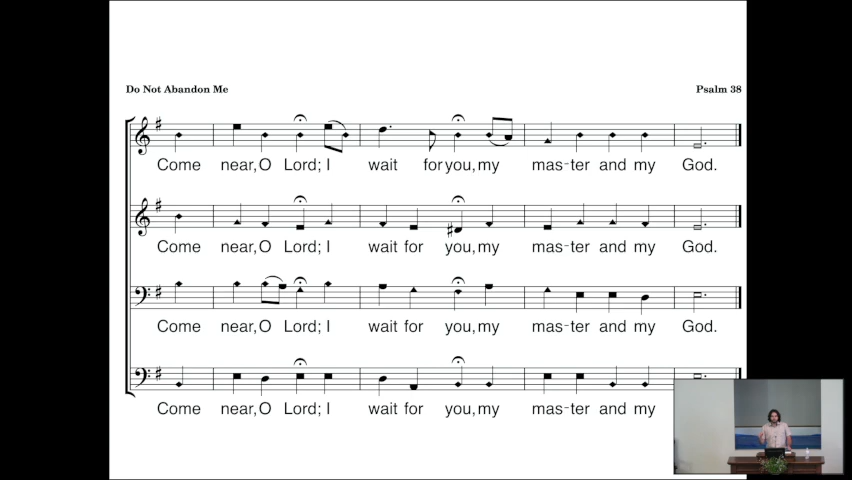 Do Not Abandon Me Psalm 38
Come near, O Lord; I wait for you, my mas-ter and my God.
Come near, O Lord; I wait for you, my mas-ter and my God.
Come near, O Lord; I wait for you, my mas-ter and my God.
Come near, O Lord; I wait for you, my mas-ter and my